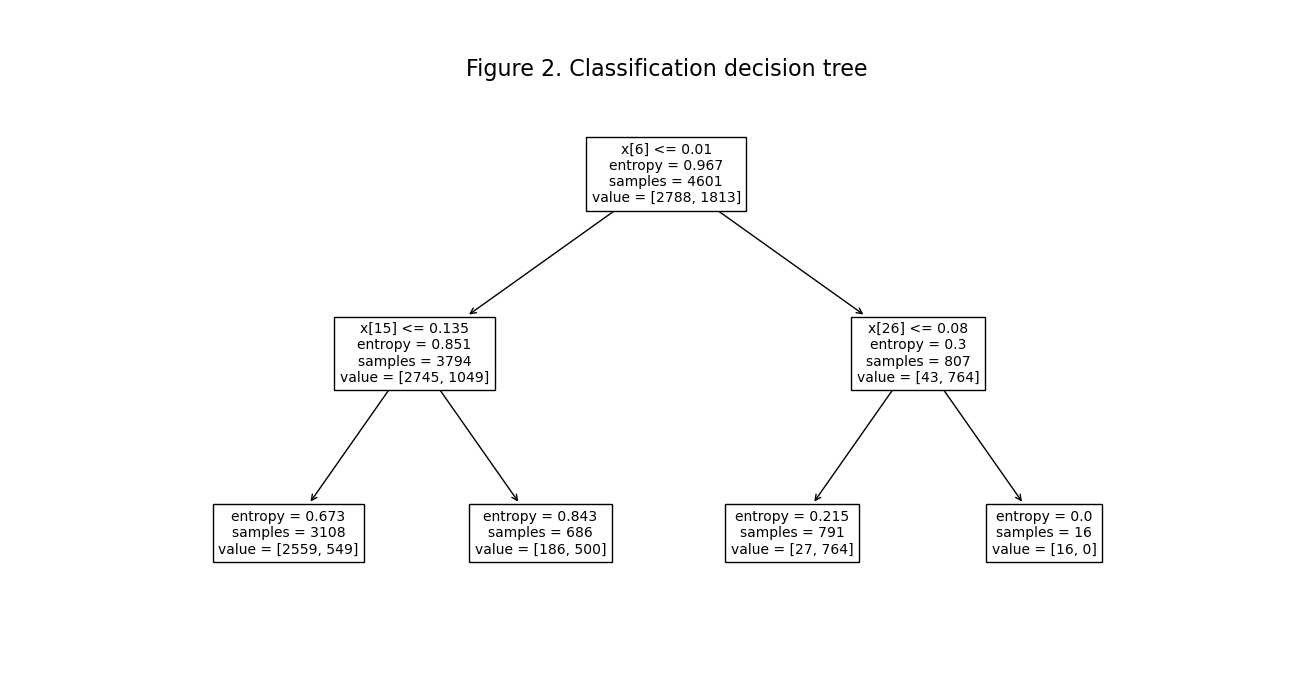 Figure 2. Classification decision tree
x[6] <= 0.01
entropy = 0.967
samples = 4601
value = [2788, 1813]
x[15] <= 0.135
entropy = 0.851
samples = 3794
value = [2745, 1049]
x[26] <= 0.08
entropy = 0.3
samples = 807
value = [43, 764]
entropy = 0.673
samples = 3108
value = [2559, 549]
entropy = 0.843
samples = 686
value = [186, 500]
entropy = 0.215
samples = 791
value = [27, 764]
entropy = 0.0
samples = 16
value = [16, 0]